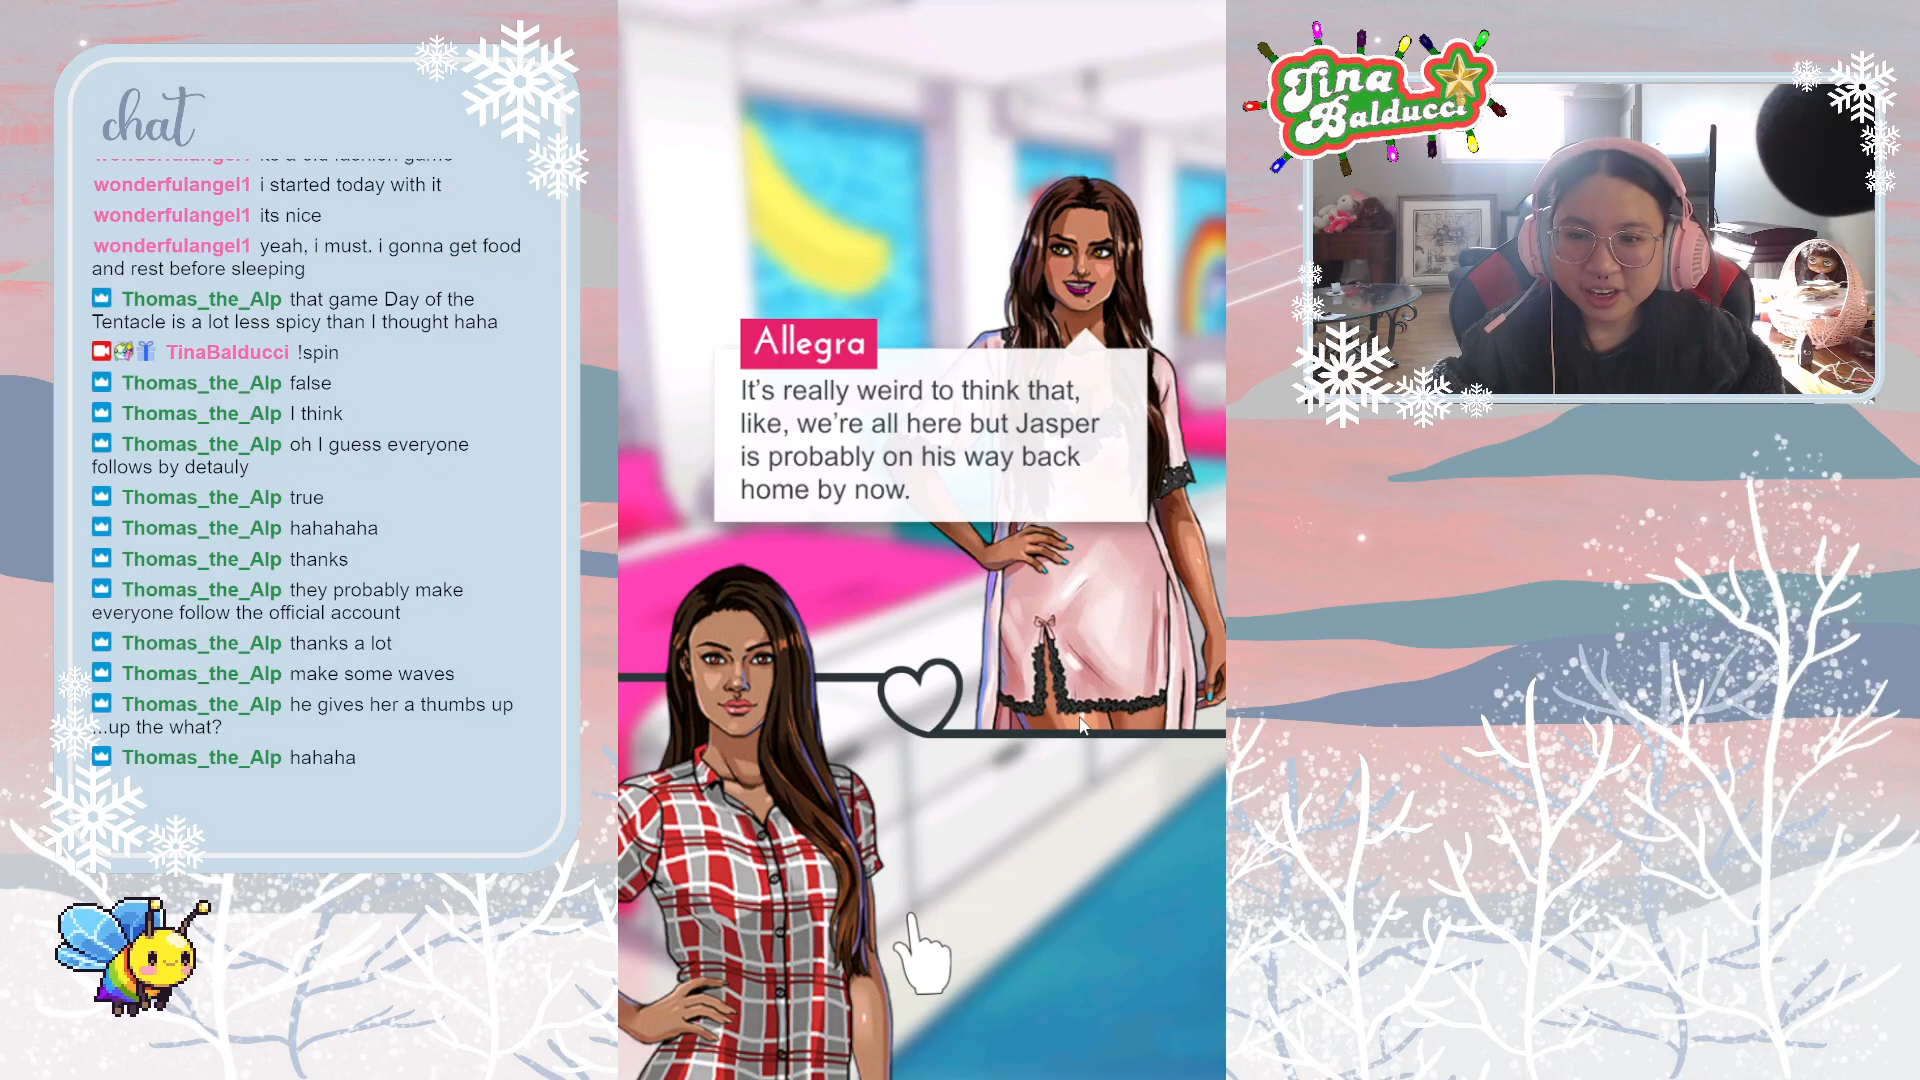 chat
wonderfulangel1 its a old fashion game
wonderfulangel1 i started today with it
wonderfulangel1 its nice
wonderfulangel1 yeah, i must. i gonna get food
and rest before sleeping
Thomas_the_Alp that game Day of the
Tentacle is a lot less spicy than I thought haha
TinaBalducci !spin
Thomas_the_Alp false
Thomas_the_Alp I think
Thomas_the_Alp oh I guess everyone
follows by detauly
Thomas_the_Alp true
Thomas_the_Alp hahahaha
Thomas_the_Alp thanks
Thomas_the_Alp they probably make
everyone follow the official account
Thomas_the_Alp thanks a lot
Thomas_the_Alp make some waves
Thomas_the_Alp he gives her a thumbs up
...up the what?
Thomas_the_Alp hahaha
Allegra
It's really weird to think that,
like, we're all here but Jasper
is probably on his way back
home by now.
Tina
Balducci